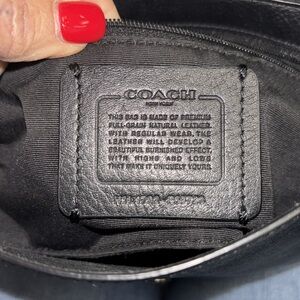 COACH
NEW YORK
THIS BAG IS MADE OF PREMIUM
FULL-GRAIN NATURAL LEATHER
WITH REGULAR WEAR, THE
LEATHER WILL DEVELOP A
BEAUTIFUL BURNISHED EFFECT,
WITH HIGHS AND LOWS
THAT MAKE IT UNIQUELY YOURS.